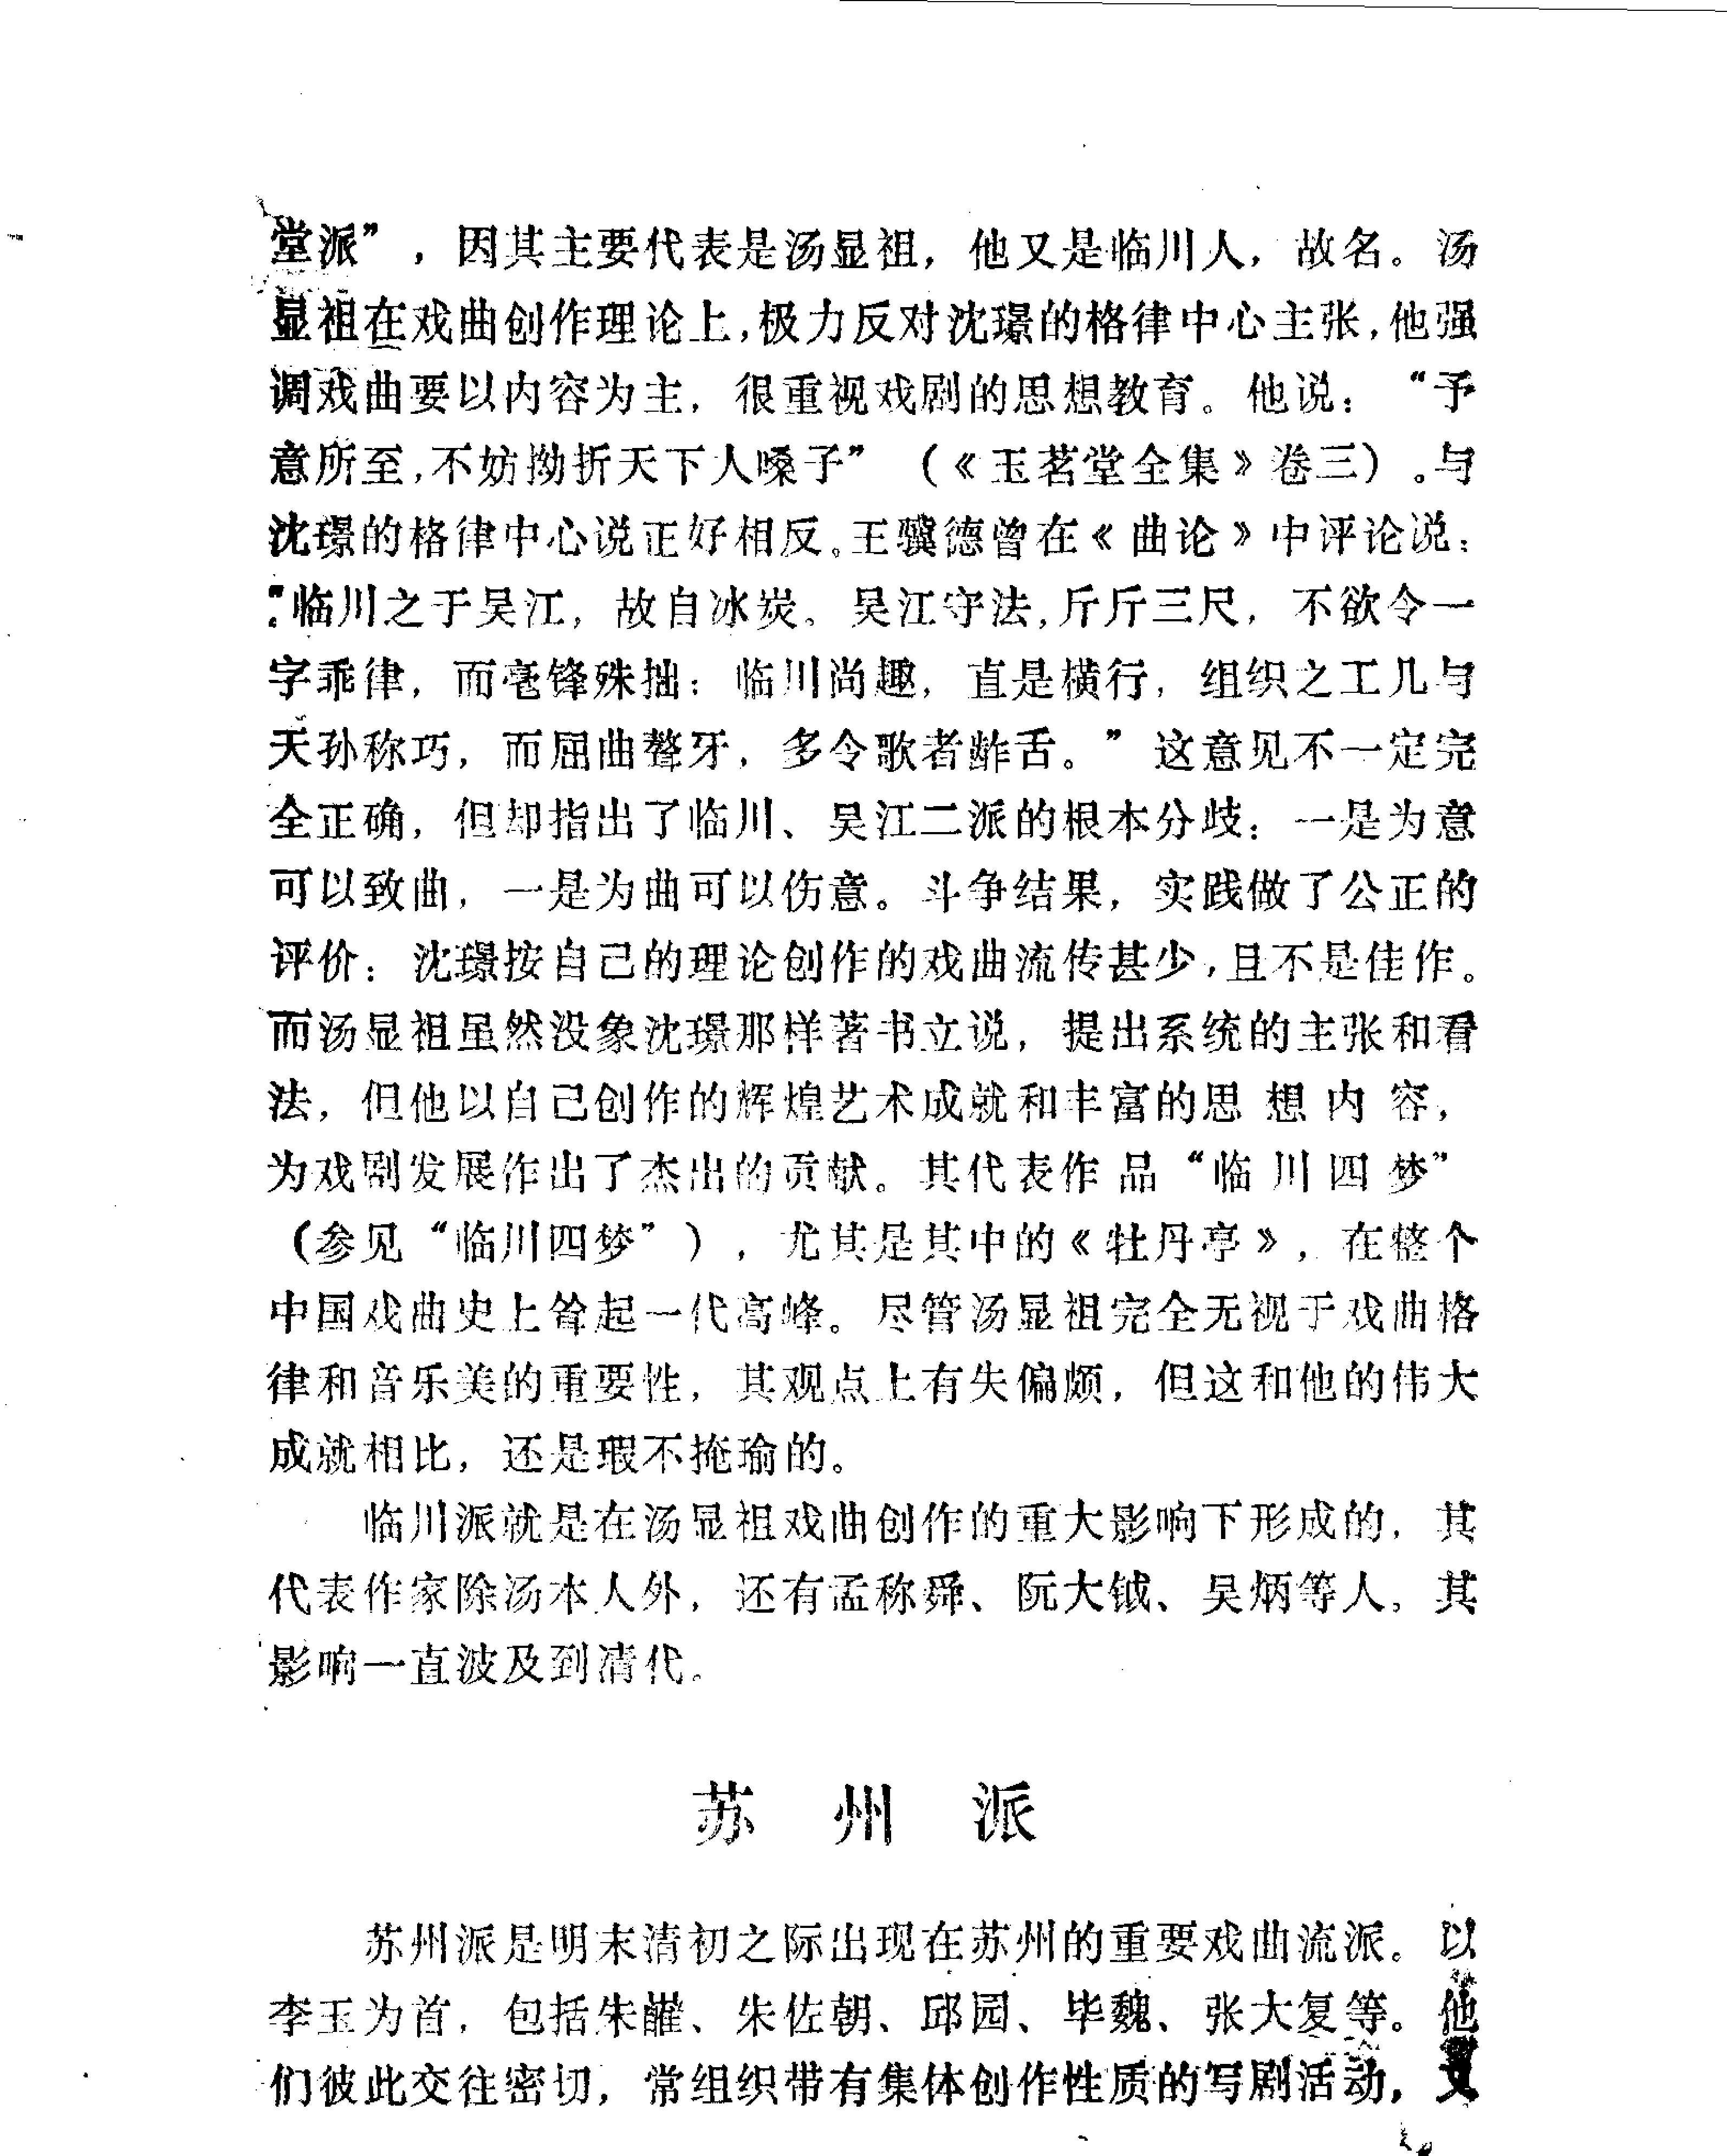 堂派”，因其主要代表是汤显祖，他又是临川人，故名。汤
显祖在戏曲创作理论上，极力反对沈璟的格律中心主张，他强
调戏曲要以内容为主，很重视戏剧的思想教育。他说：“予
意所至，不妨拗折天下人嗓子”（《玉茗堂全集》卷三）。与
沈璟的格律中心说正好相反。王骥德曾在《曲论》中评论说：
“临川之于吴江，故自冰炭。吴江守法，斤斤三尺，不欲令一
字乖律，而毫锋殊拙；临川尚趣，直是横行，组织之工几与
天孙称巧，而屈曲聱牙，多令歌者齰舌。”这意见不一定完
全正确，但却指出了临川、吴江二派的根本分歧：一是为意
可以致曲，一是为曲可以伤意。斗争结果，实践做了公正的
评价：沈璟按自己的理论创作的戏曲流传甚少，且不是佳作。
而汤显祖虽然没象沈璟那样著书立说，提出系统的主张和看
法，但他以自己创作的辉煌艺术成就和丰富的思想内容，
为戏剧发展作出了杰出的贡献。其代表作品“临川四梦”
（参见“临川四梦”），尤其是其中的《牡丹亭》，在整个
中国戏曲史上耸起一代高峰。尽管汤显祖完全无视于戏曲格
律和音乐美的重要性，其观点上有失偏颇，但这和他的伟大
成就相比，还是瑕不掩瑜的。
临川派就是在汤显祖戏曲创作的重大影响下形成的，其
代表作家除汤本人外，还有孟称舜、阮大钺、吴炳等人。其
影响一直波及到清代。
苏州派
苏州派是明末清初之际出现在苏州的重要戏曲流派。以
李玉为首，包括朱㿥、朱佐朝、邱园、毕魏、张大复等。他
们彼此交往密切，常组织带有集体创作性质的写剧活动，又